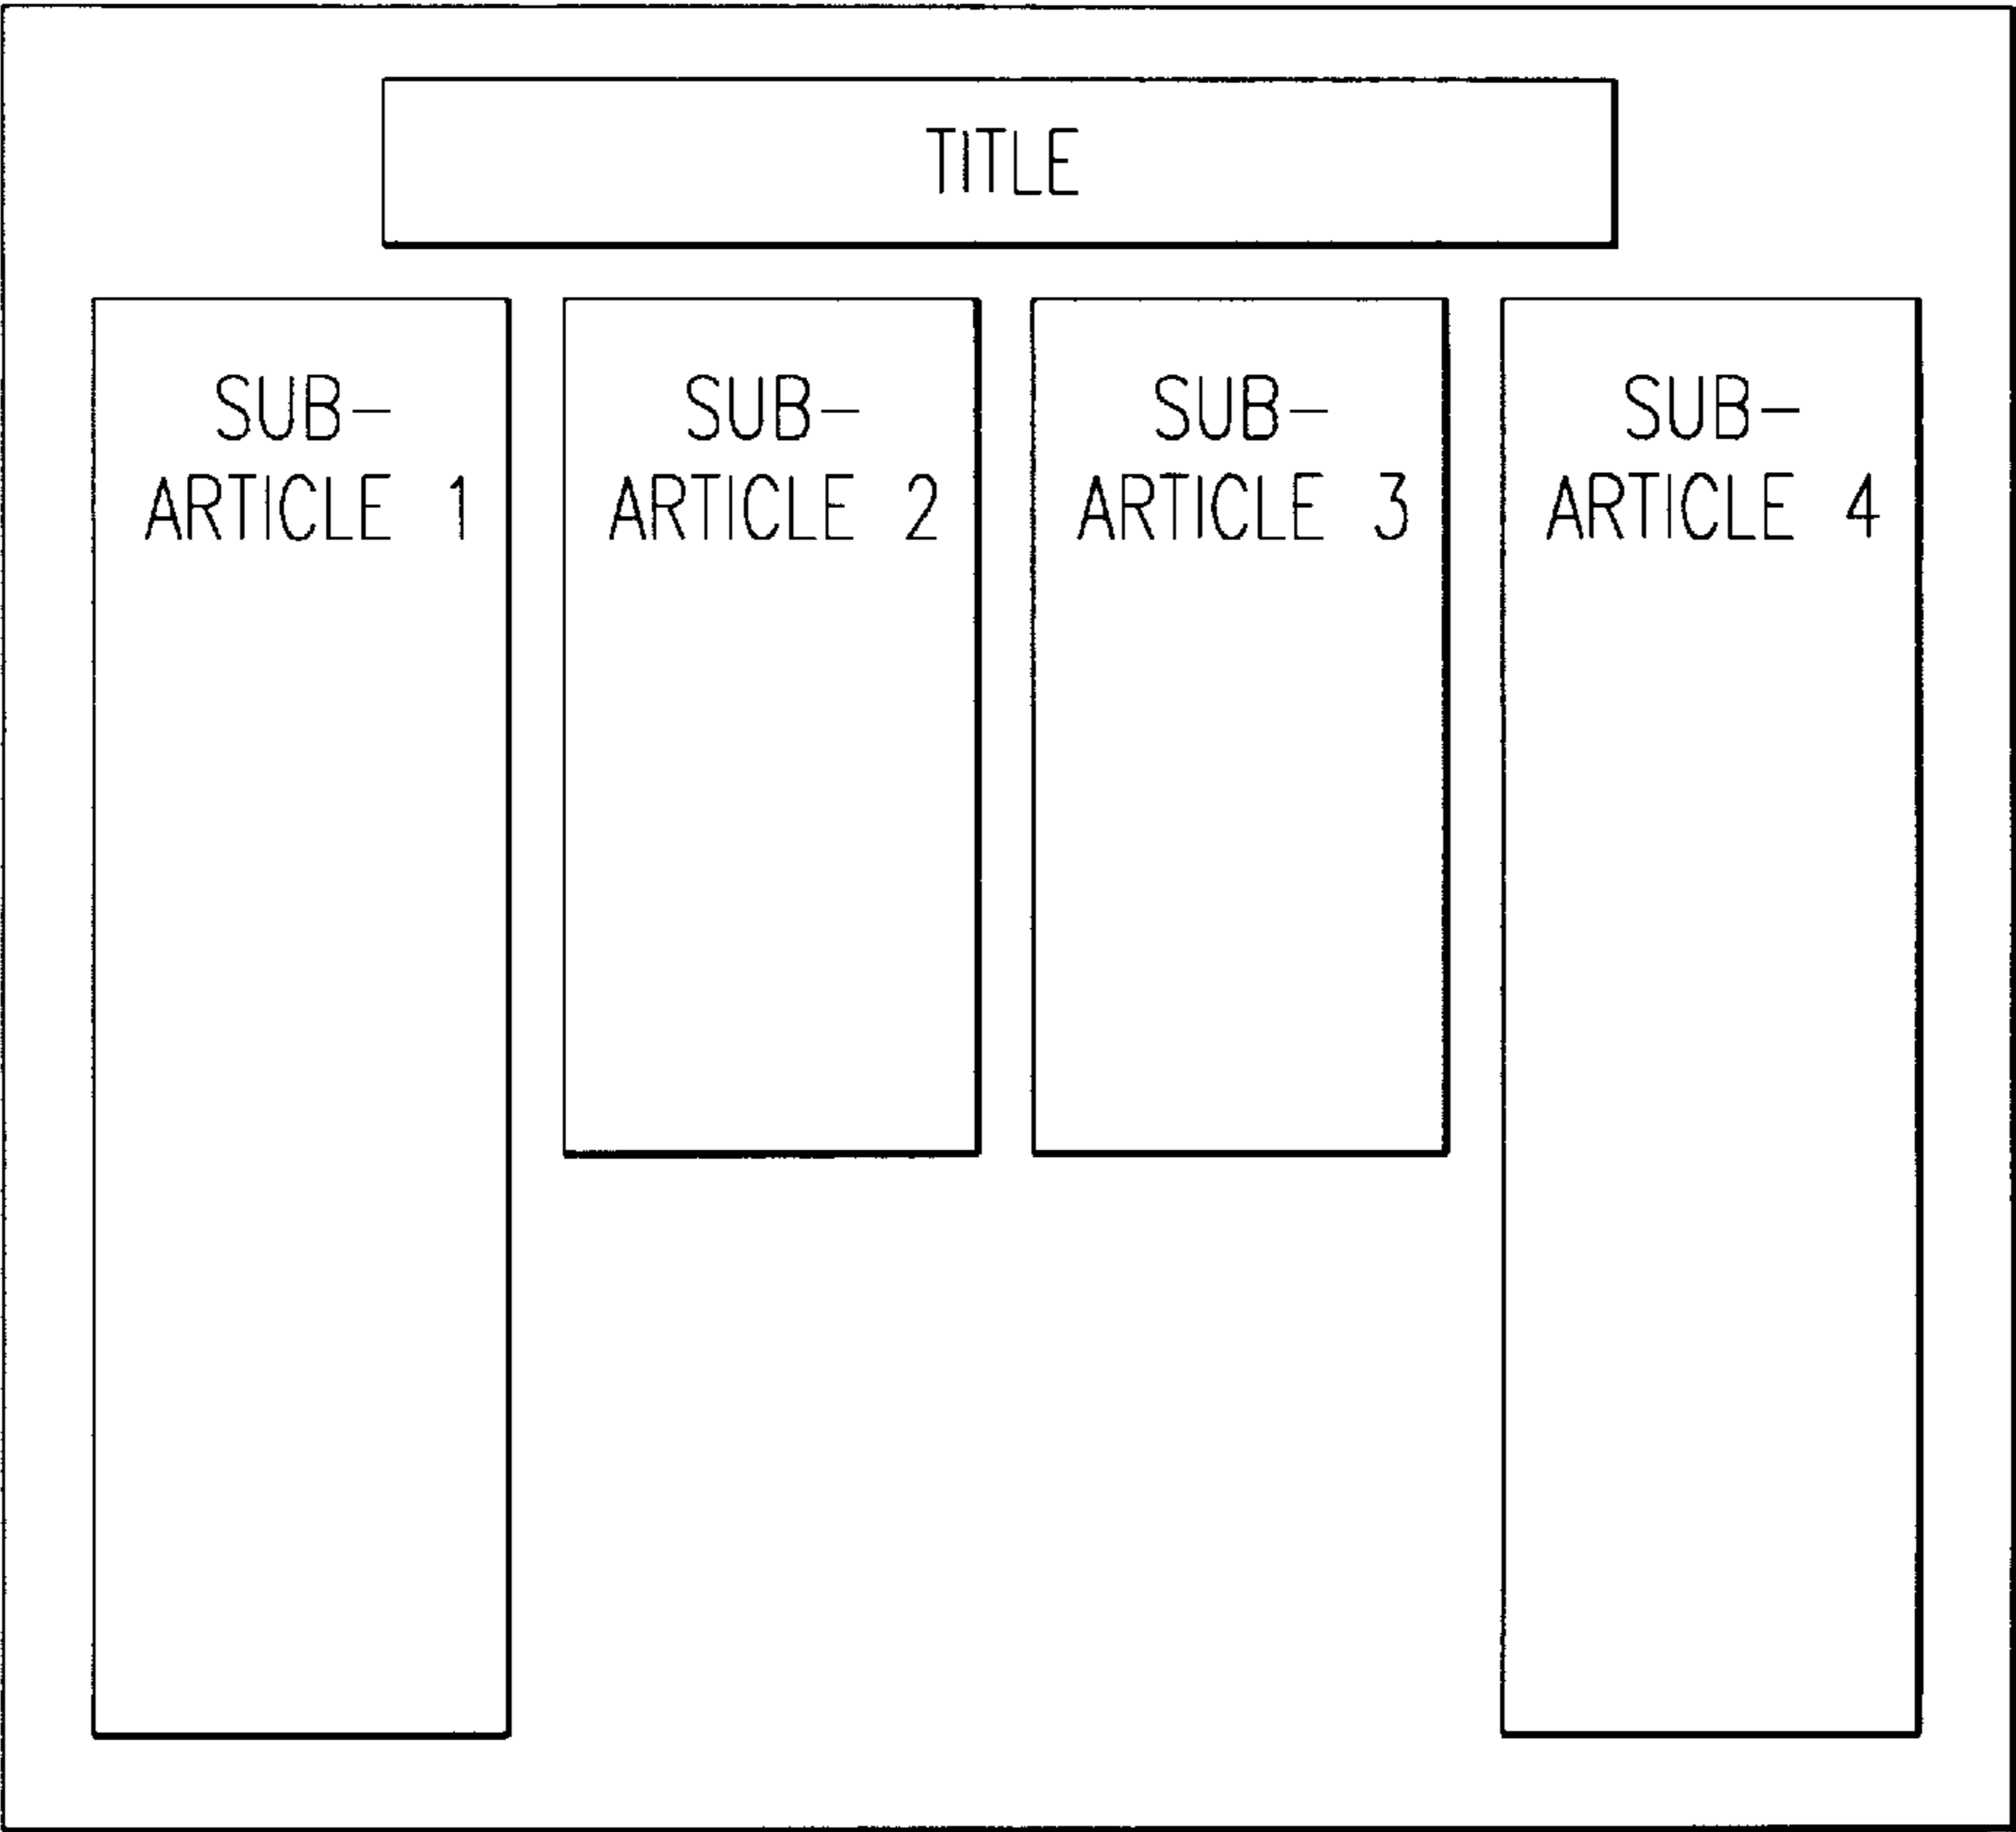 TITLE
SUB-
ARTICLE 1
SUB-
ARTICLE 2
SUB-
ARTICLE 3
SUB-
ARTICLE 4